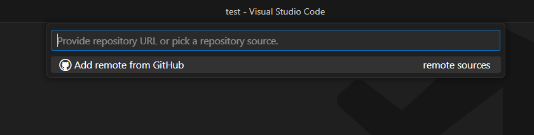 test - Visual Studio Code
Provide repository URL or pick a repository source.
Add remote from GitHub remote sources